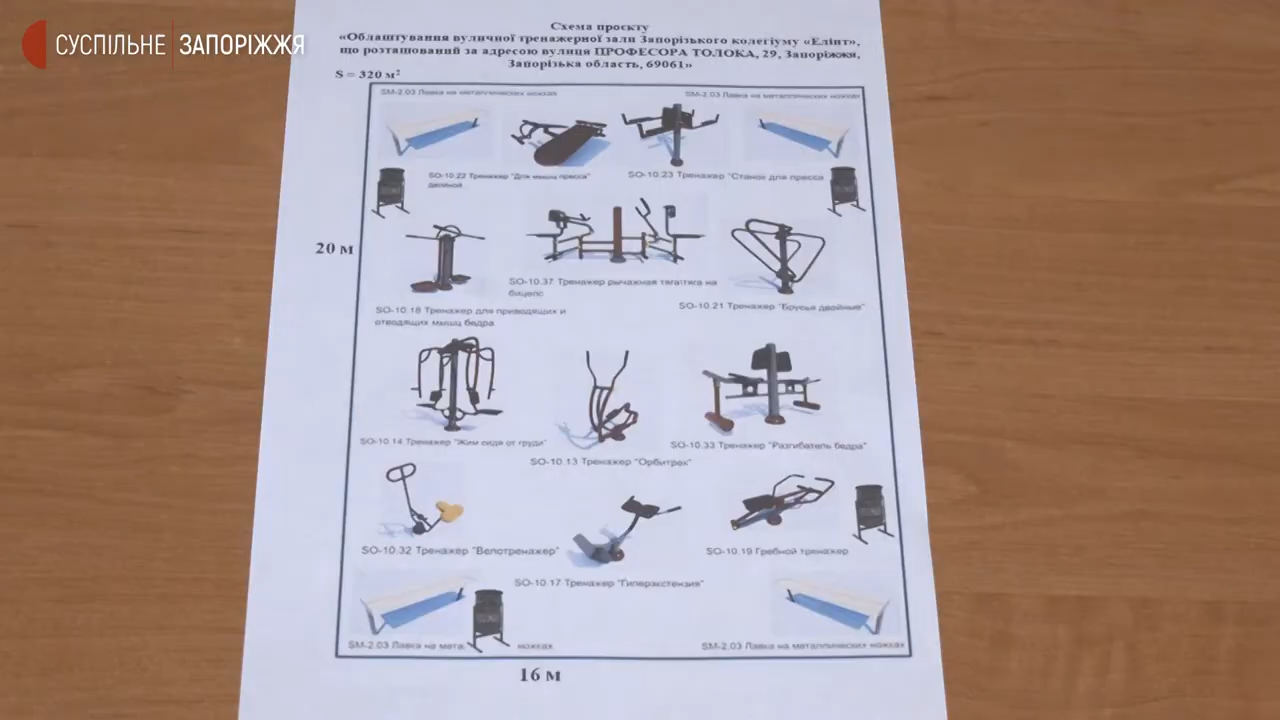 СУСПІЛЬНЕ ЗАПОРІЖЖЯ
Схема проєкту
«Облаштування вуличної тренажерної зали Запорізького колегіуму «Елінт»,
що розташований за адресою вулиця ПРОФЕСОРА ТОЛОКА, 29, Запоріжжя,
Запорізька область, 69061»
S = 320 м²
SM-2.03 Лавка на металлических ножках
SM-2.03 Лавка на металлических ножках
SO-10.22 Тренажер "Для мышц пресса"
двойной
SO-10.23 Тренажер "Станок для пресса
20 м
SO-10.37 Тренажер рычажная тяга/тяга на
бицепс
SO-10.18 Тренажер для приводящих и
отводящих мышц бедра
SO-10.21 Тренажер "Брусья двойные"
SO-10.14 Тренажер "Жим сидя от груди"
SO-10.13 Тренажер "Орбитрек"
SO-10.33 Тренажер "Разгибатель бедра"
SO-10.32 Тренажер "Велотренажер"
SO-10.17 Тренажер "Гиперэкстензия"
SO-10.19 Гребной тренажер
SM-2.03 Лавка на мета ножках
SM-2.03 Лавка на металлических ножках
16 м